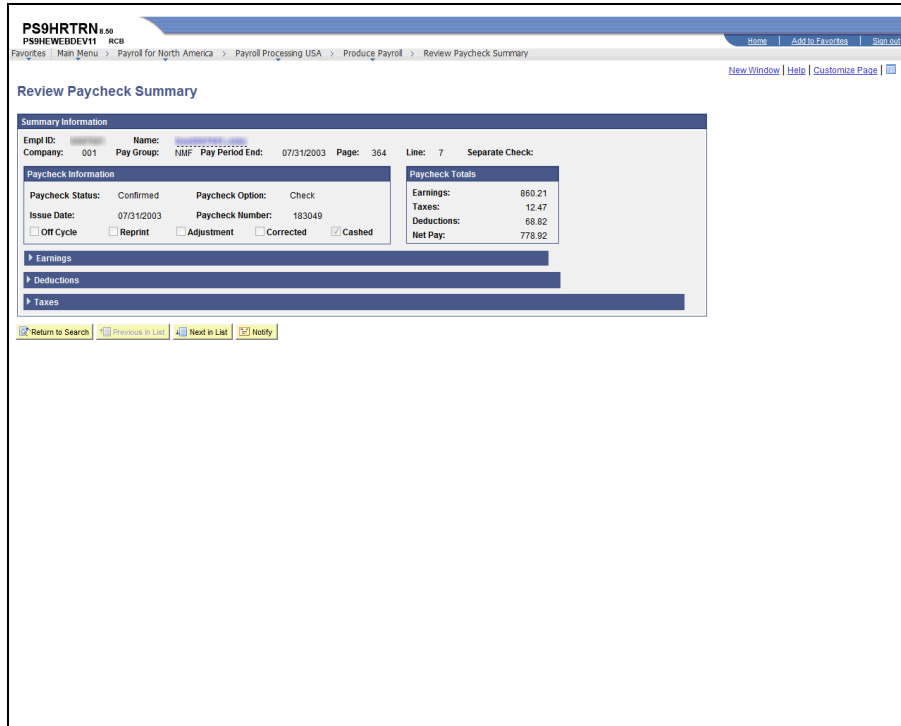 PS9HRTRN 8.50
PS9HEWEBDEV11 RCB
Home | Add to Favorites | Sign out
Favorites | Main Menu > Payroll for North America > Payroll Processing USA > Produce Payroll > Review Paycheck Summary
New Window | Help | Customize Page |
Review Paycheck Summary
Summary Information
Empl ID: Name:
Company: 001 Pay Group: NMF Pay Period End: 07/31/2003 Page: 364 Line: 7 Separate Check:
Paycheck Information
Paycheck Status: Confirmed Paycheck Option: Check
Issue Date: 07/31/2003 Paycheck Number: 183049
Off Cycle Reprint Adjustment Corrected Cashed
Paycheck Totals
Earnings: 860.21
Taxes: 12.47
Deductions: 68.82
Net Pay: 778.92
Earnings
Deductions
Taxes
Return to Search Previous in List Next in List Notify